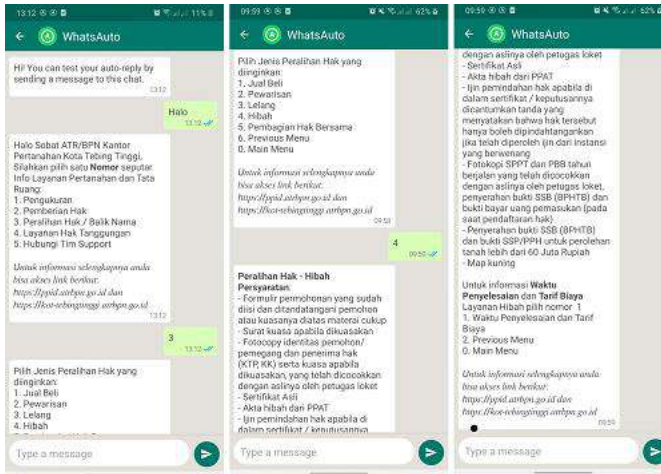 13.12
11%
WhatsAuto
Hi! You can test your auto-reply by
sending a message to this chat.
13.12
Halo
13.12
Halo Sobat ATR/BPN Kantor
Pertanahan Kota Tebing Tinggi,
Silahkan pilih satu Nomor seputar
Info Layanan Pertanahan dan Tata
Ruang:
1. Pengukuran
2. Pemberian Hak
3. Peralihan Hak / Balik Nama
4. Layanan Hak Tanggungan
5. Hubungi Tim Support
Untuk informasi selengkapnya anda
bisa akses link berikut:
https://ppid.atrbpn.go.id dan
https://kot-tebingtinggi.atrbpn.go.id
13.12
3
13.12
Pilih Jenis Peralihan Hak yang
diinginkan:
1. Jual Beli
2. Pewarisan
3. Lelang
4. Hibah
Type a message
09.59
62%
WhatsAuto
Pilih Jenis Peralihan Hak yang
diinginkan:
1. Jual Beli
2. Pewarisan
3. Lelang
4. Hibah
5. Pembagian Hak Bersama
6. Previous Menu
0. Main Menu
Untuk informasi selengkapnya anda
bisa akses link berikut:
https://ppid.atrbpn.go.id dan
https://kot-tebingtinggi.atrbpn.go.id
09.59
4
09.59
Peralihan Hak - Hibah
Persyaratan:
- Formulir permohonan yang sudah
diisi dan ditandatangani pemohon
atau kuasanya diatas materai cukup
- Surat kuasa apabila dikuasakan
- Fotocopy identitas pemohon/
pemegang dan penerima hak
(KTP, KK) serta kuasa apabila
dikuasakan, yang telah dicocokkan
dengan aslinya oleh petugas loket
- Sertifikat Asli
- Akta hibah dari PPAT
- Ijin pemindahan hak apabila di
dalam sertifikat / keputusannya
Type a message
09.59
62%
WhatsAuto
dengan aslinya oleh petugas loket
- Sertifikat Asli
- Akta hibah dari PPAT
- Ijin pemindahan hak apabila di
dalam sertifikat / keputusannya
dicantumkan tanda yang
menyatakan bahwa hak tersebut
hanya boleh dipindahtangankan
jika telah diperoleh ijin dari instansi
yang berwenang
- Fotokopi SPPT dan PBB tahun
berjalan yang telah dicocokkan
dengan aslinya oleh petugas loket,
penyerahan bukti SSB (BPHTB) dan
bukti bayar uang pemasukan (pada
saat pendaftaran hak)
- Penyerahan bukti SSB (BPHTB)
dan bukti SSP/PPH untuk perolehan
tanah lebih dari 60 Juta Rupiah
- Map kuning
Untuk informasi Waktu
Penyelesaian dan Tarif Biaya
Layanan Hibah pilih nomor 1
1. Waktu Penyelesaian dan Tarif
Biaya
2. Previous Menu
0. Main Menu
Untuk informasi selengkapnya anda
bisa akses link berikut:
https://ppid.atrbpn.go.id dan
https://kot-tebingtinggi.atrbpn.go.id
09.59
Type a message